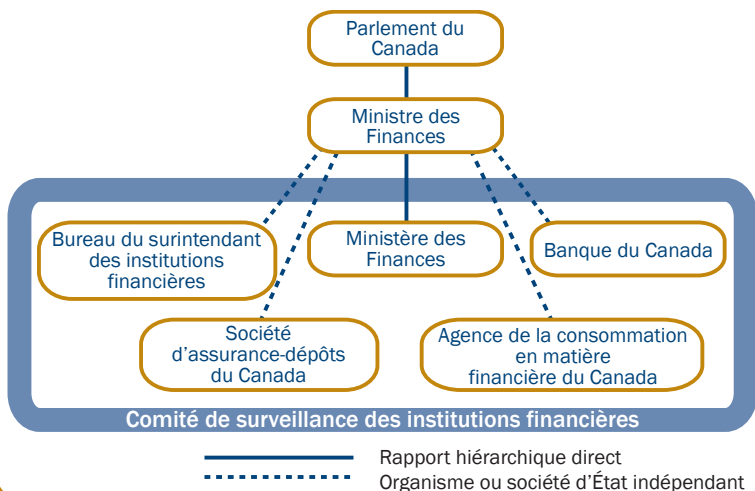 Parlement du
Canada
Ministre des
Finances
Bureau du surintendant
des institutions
financières
Ministère des
Finances
Banque du Canada
Société
d'assurance-dépôts
du Canada
Agence de la consommation
en matière
financière du Canada
Comité de surveillance des institutions financières
Rapport hiérarchique direct
Organisme ou société d'État indépendant